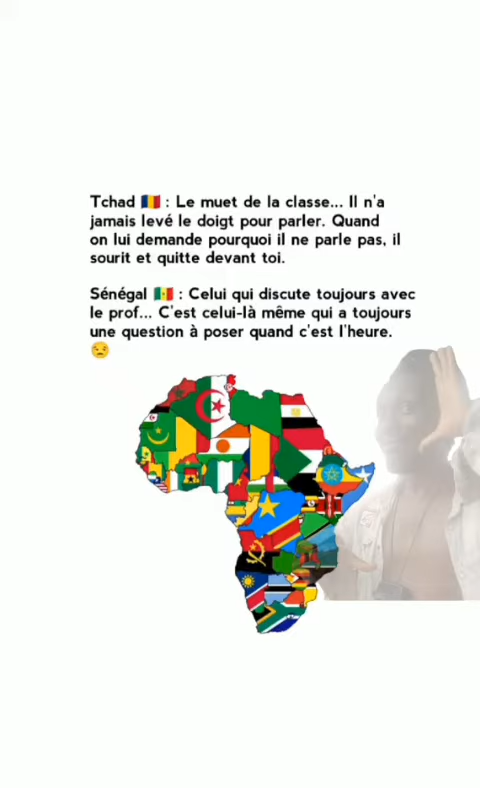 Tchad 🇹🇩 : Le muet de la classe... Il n'a
jamais levé le doigt pour parler. Quand
on lui demande pourquoi il ne parle pas, il
sourit et quitte devant toi.
Sénégal 🇸🇳 : Celui qui discute toujours avec
le prof... C'est celui-là même qui a toujours
une question à poser quand c'est l'heure.
😒